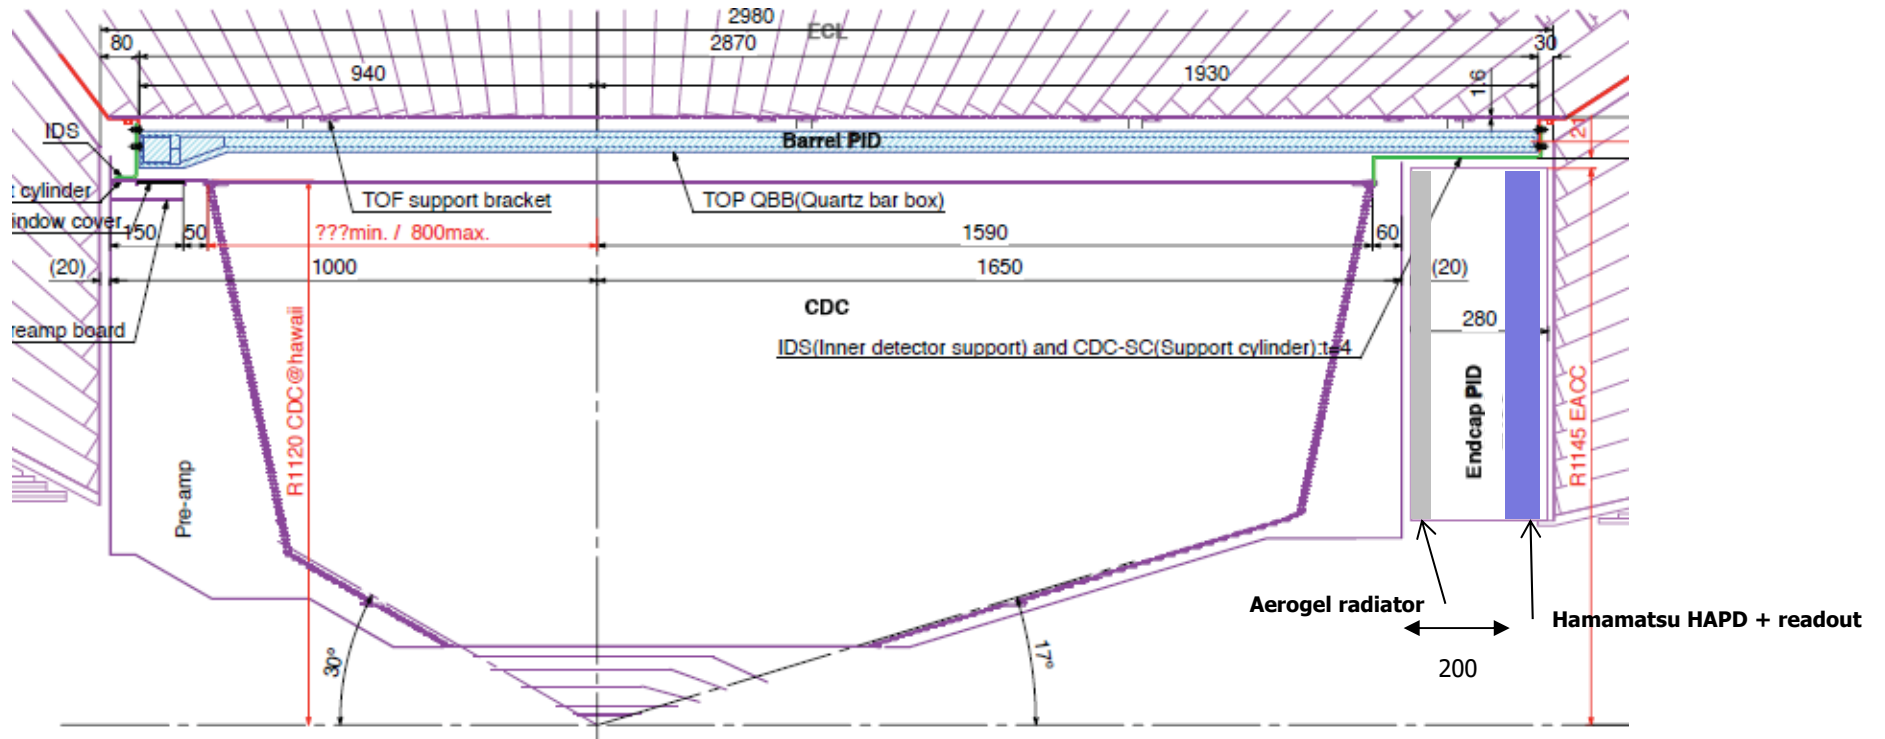 2980
ECL
80
2870
30
940
1930
16
IDS
Barrel PID
21
t cylinder
TOF support bracket
TOP QBB(Quartz bar box)
indow cover
150
50
???min. / 800max.
1590
60
(20)
1000
1650
(20)
CDC
reamp board
280
IDS(Inner detector support) and CDC-SC(Support cylinder):t=4
R1120 CDC@hawaii
Endcap PID
R1145 EACC
Pre-amp
Aerogel radiator
Hamamatsu HAPD + readout
30°
17°
200